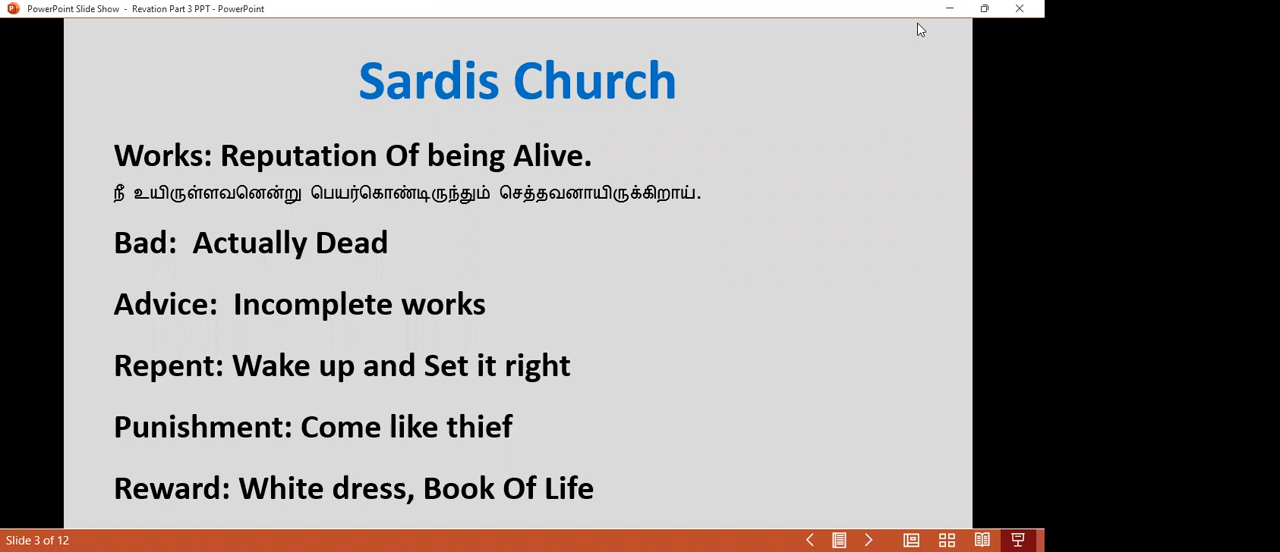 PowerPoint Slide Show - Revation Part 3 PPT - PowerPoint
Sardis Church
Works: Reputation Of being Alive.
நீ உயிருள்ளவனென்று பெயர்கொண்டிருந்தும் செத்தவனாயிருக்கிறாய்.
Bad: Actually Dead
Advice: Incomplete works
Repent: Wake up and Set it right
Punishment: Come like thief
Reward: White dress, Book Of Life
Slide 3 of 12